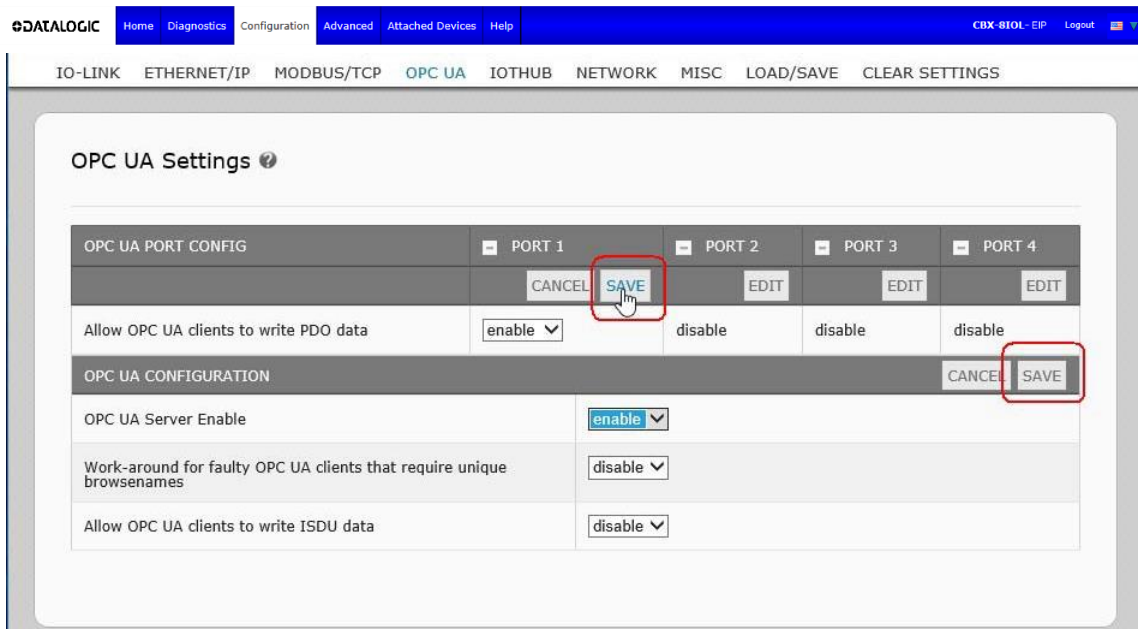 DATALOGIC Home Diagnostics Configuration Advanced Attached Devices Help CBX-8IOL-EIP Logout
IO-LINK ETHERNET/IP MODBUS/TCP OPC UA IOTHUB NETWORK MISC LOAD/SAVE CLEAR SETTINGS
OPC UA Settings ?
OPC UA PORT CONFIG PORT 1 PORT 2 PORT 3 PORT 4
CANCEL SAVE EDIT EDIT EDIT
Allow OPC UA clients to write PDO data enable disable disable disable
OPC UA CONFIGURATION CANCEL SAVE
OPC UA Server Enable enable
Work-around for faulty OPC UA clients that require unique
browsenames disable
Allow OPC UA clients to write ISDU data disable